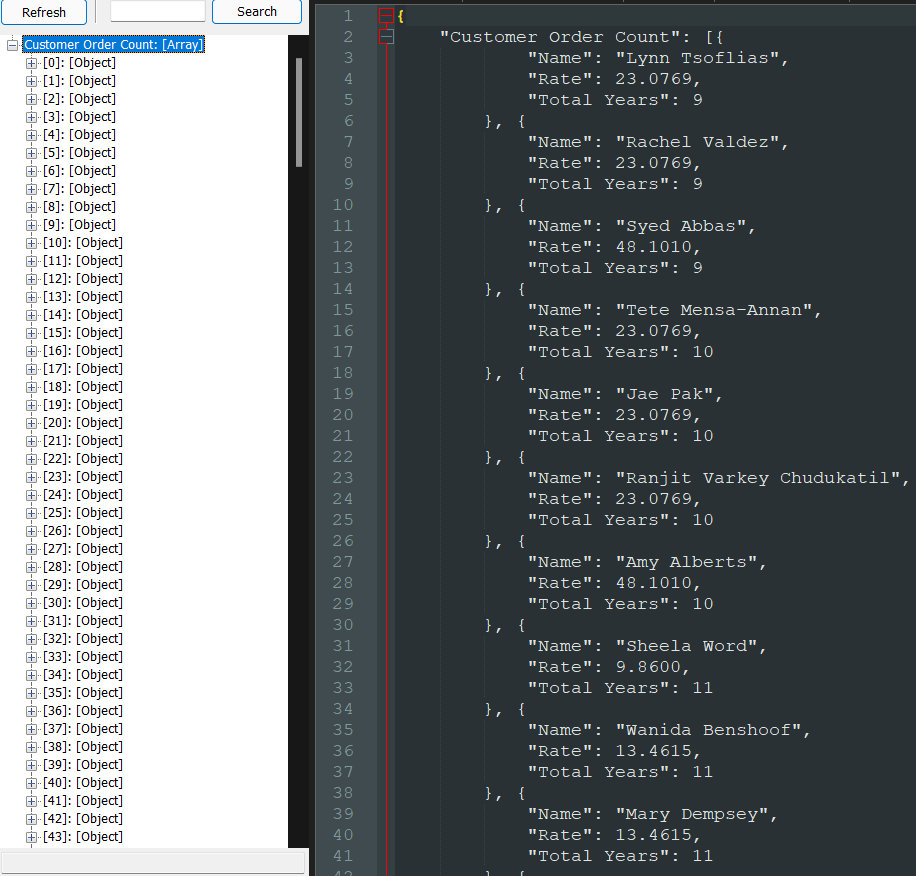 Refresh
Search
Customer Order Count: [Array]
[0]: [Object]
[1]: [Object]
[2]: [Object]
[3]: [Object]
[4]: [Object]
[5]: [Object]
[6]: [Object]
[7]: [Object]
[8]: [Object]
[9]: [Object]
[10]: [Object]
[11]: [Object]
[12]: [Object]
[13]: [Object]
[14]: [Object]
[15]: [Object]
[16]: [Object]
[17]: [Object]
[18]: [Object]
[19]: [Object]
[20]: [Object]
[21]: [Object]
[22]: [Object]
[23]: [Object]
[24]: [Object]
[25]: [Object]
[26]: [Object]
[27]: [Object]
[28]: [Object]
[29]: [Object]
[30]: [Object]
[31]: [Object]
[32]: [Object]
[33]: [Object]
[34]: [Object]
[35]: [Object]
[36]: [Object]
[37]: [Object]
[38]: [Object]
[39]: [Object]
[40]: [Object]
[41]: [Object]
[42]: [Object]
[43]: [Object]
1 {
2 "Customer Order Count": [{
3 "Name": "Lynn Tsoflias",
4 "Rate": 23.0769,
5 "Total Years": 9
6 }, {
7 "Name": "Rachel Valdez",
8 "Rate": 23.0769,
9 "Total Years": 9
10 }, {
11 "Name": "Syed Abbas",
12 "Rate": 48.1010,
13 "Total Years": 9
14 }, {
15 "Name": "Tete Mensa-Annan",
16 "Rate": 23.0769,
17 "Total Years": 10
18 }, {
19 "Name": "Jae Pak",
20 "Rate": 23.0769,
21 "Total Years": 10
22 }, {
23 "Name": "Ranjit Varkey Chudukatil",
24 "Rate": 23.0769,
25 "Total Years": 10
26 }, {
27 "Name": "Amy Alberts",
28 "Rate": 48.1010,
29 "Total Years": 10
30 }, {
31 "Name": "Sheela Word",
32 "Rate": 9.8600,
33 "Total Years": 11
34 }, {
35 "Name": "Wanida Benshoof",
36 "Rate": 13.4615,
37 "Total Years": 11
38 }, {
39 "Name": "Mary Dempsey",
40 "Rate": 13.4615,
41 "Total Years": 11
42 }, {